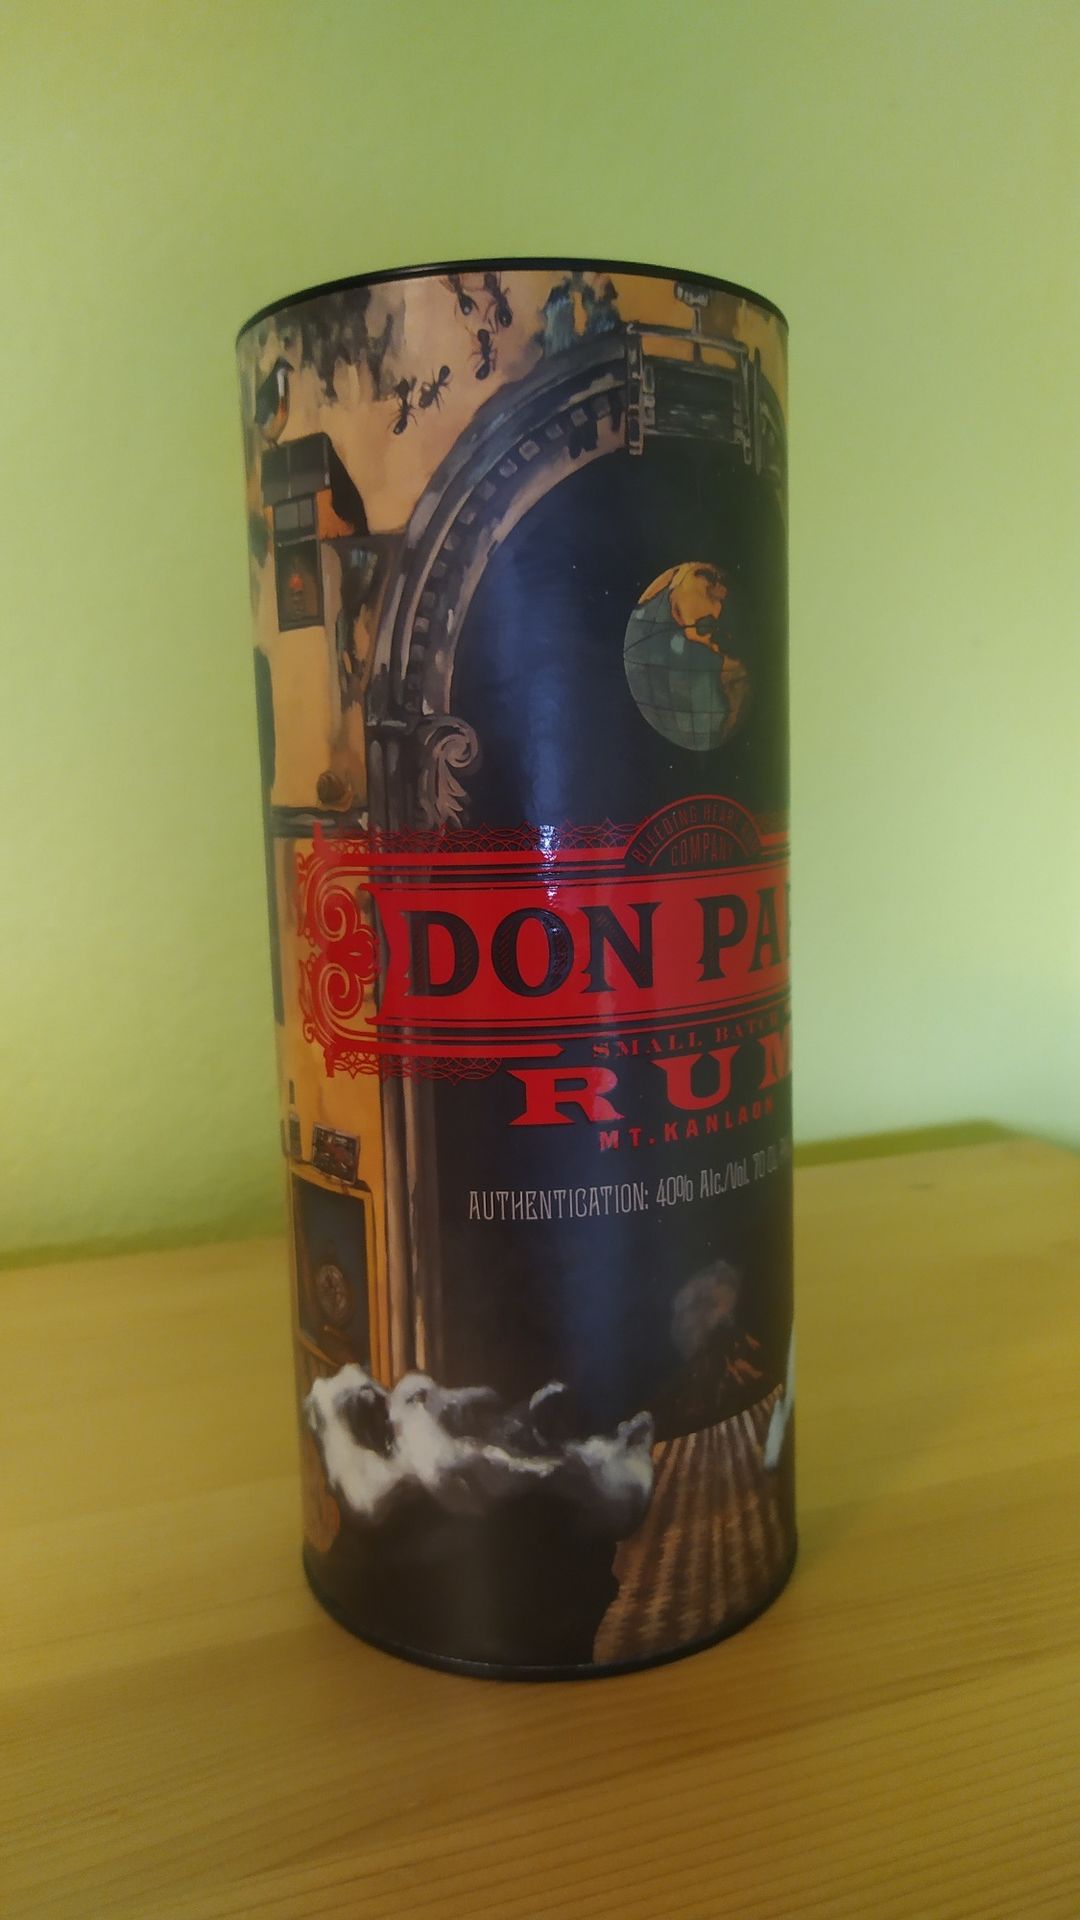 BLEEDING HEART
COMPANY
DON PA
SMALL BATCH
RUM
MT. KANLAON
AUTHENTICATION: 40% Alc./Vol. 70 CL